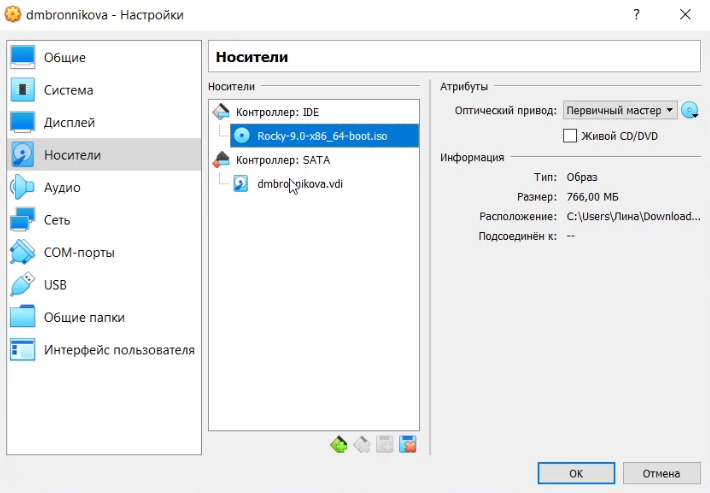 dmbronnikova - Настройки
?
Общие
Система
Дисплей
Носители
Аудио
Сеть
COM-порты
USB
Общие папки
Интерфейс пользователя
Носители
Носители
Контроллер: IDE
Rocky-9.0-x86_64-boot.iso
Контроллер: SATA
dmbronnikova.vdi
Атрибуты
Оптический привод: Первичный мастер
Живой CD/DVD
Информация
Тип: Образ
Размер: 766,00 МБ
Расположение: C:\Users\Лина\Download...
Подсоединён к: --
OK
Отмена